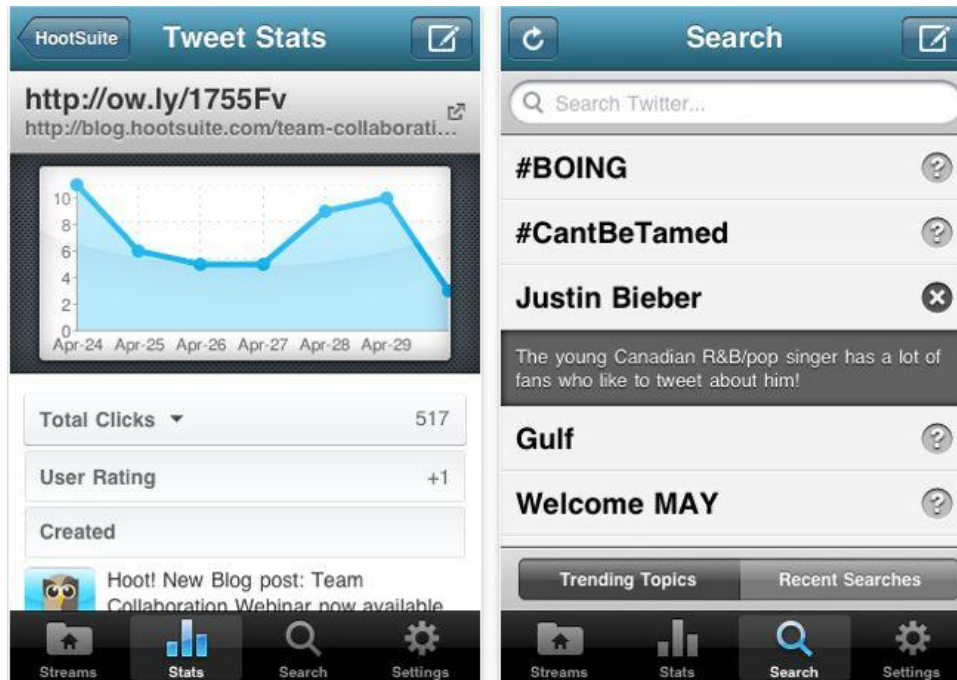 HootSuite
Tweet Stats
http://ow.ly/1755Fv
http://blog.hootsuite.com/team-collaborati...
10
8
6
4
2
0
Apr-24 Apr-25 Apr-26 Apr-27 Apr-28 Apr-29
Total Clicks 517
User Rating +1
Created
Hoot! New Blog post: Team
Collaboration Webinar now available
Streams Stats Search Settings
Search
Search Twitter...
#BOING
#CantBeTamed
Justin Bieber
The young Canadian R&B/pop singer has a lot of
fans who like to tweet about him!
Gulf
Welcome MAY
Trending Topics Recent Searches
Streams Stats Search Settings